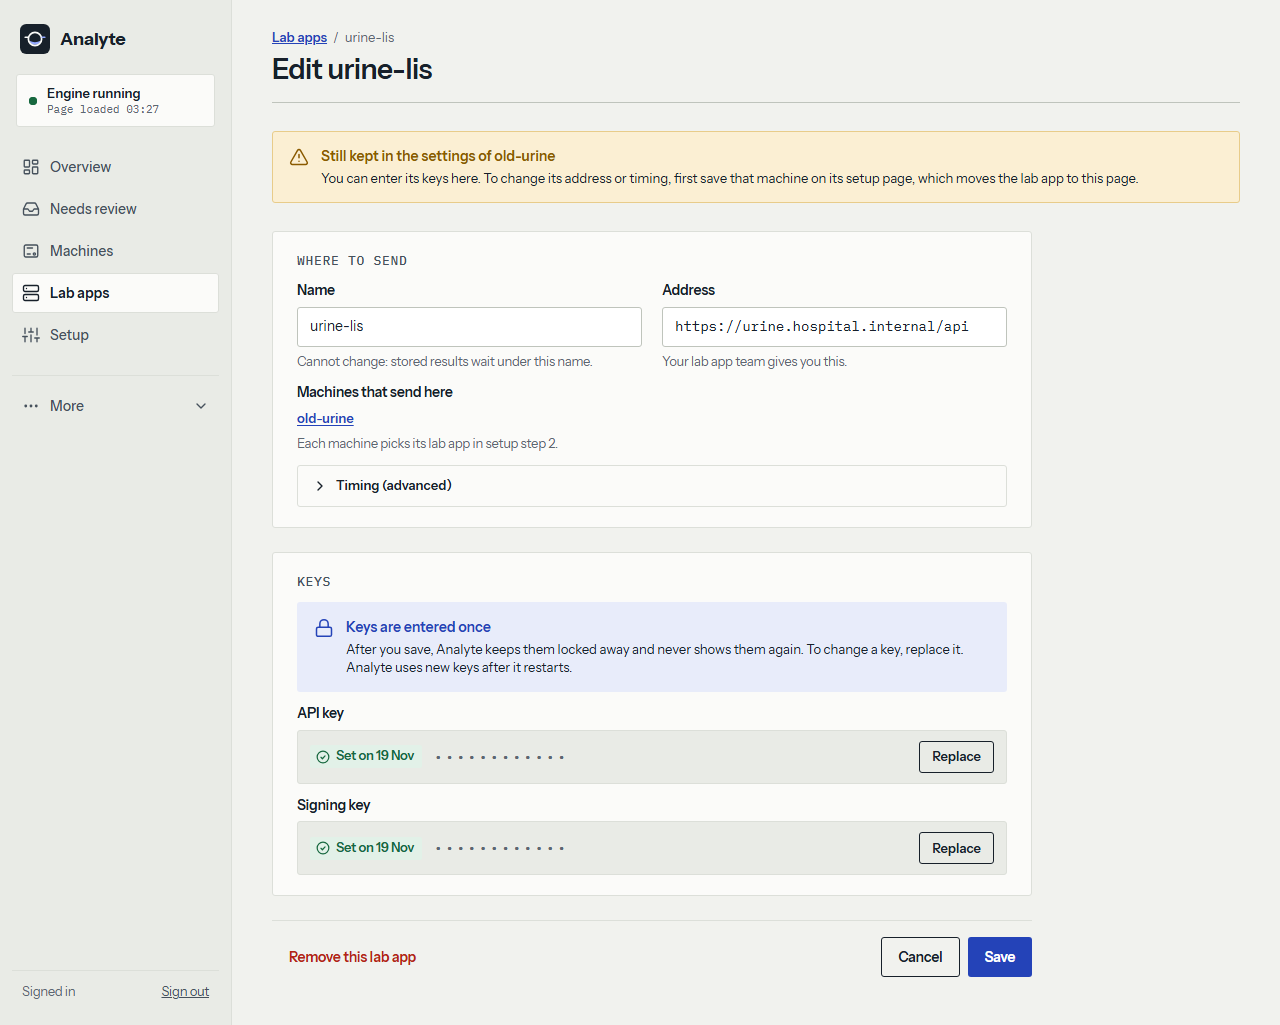 Analyte
Engine running
Page loaded 03:27
Overview
Needs review
Machines
Lab apps
Setup
More
Signed in
Sign out
Lab apps / urine-lis
Edit urine-lis
Still kept in the settings of old-urine
You can enter its keys here. To change its address or timing, first save that machine on its setup page, which moves the lab app to this page.
WHERE TO SEND
Name
urine-lis
Cannot change: stored results wait under this name.
Address
https://urine.hospital.internal/api
Your lab app team gives you this.
Machines that send here
old-urine
Each machine picks its lab app in setup step 2.
Timing (advanced)
KEYS
Keys are entered once
After you save, Analyte keeps them locked away and never shows them again. To change a key, replace it.
Analyte uses new keys after it restarts.
API key
Set on 19 Nov
Replace
Signing key
Set on 19 Nov
Replace
Remove this lab app
Cancel
Save